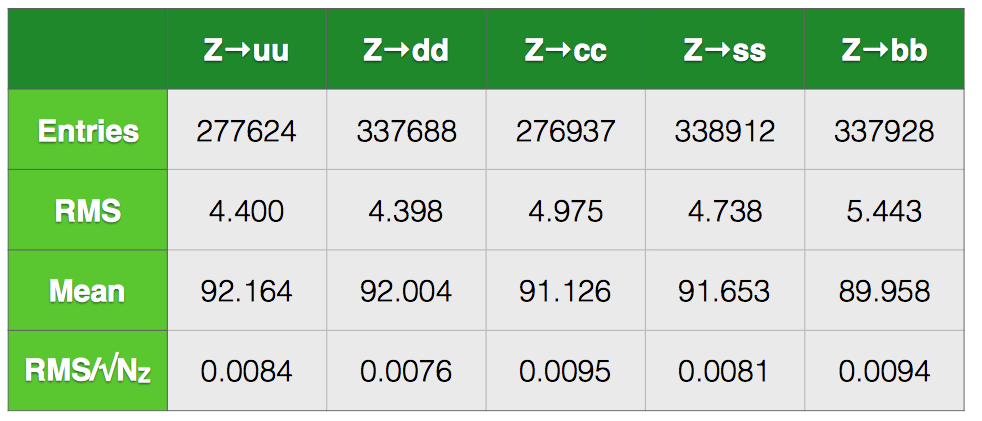 Z→uu Z→dd Z→cc Z→ss Z→bb
Entries 277624 337688 276937 338912 337928
RMS 4.400 4.398 4.975 4.738 5.443
Mean 92.164 92.004 91.126 91.653 89.958
RMS/√Nz 0.0084 0.0076 0.0095 0.0081 0.0094